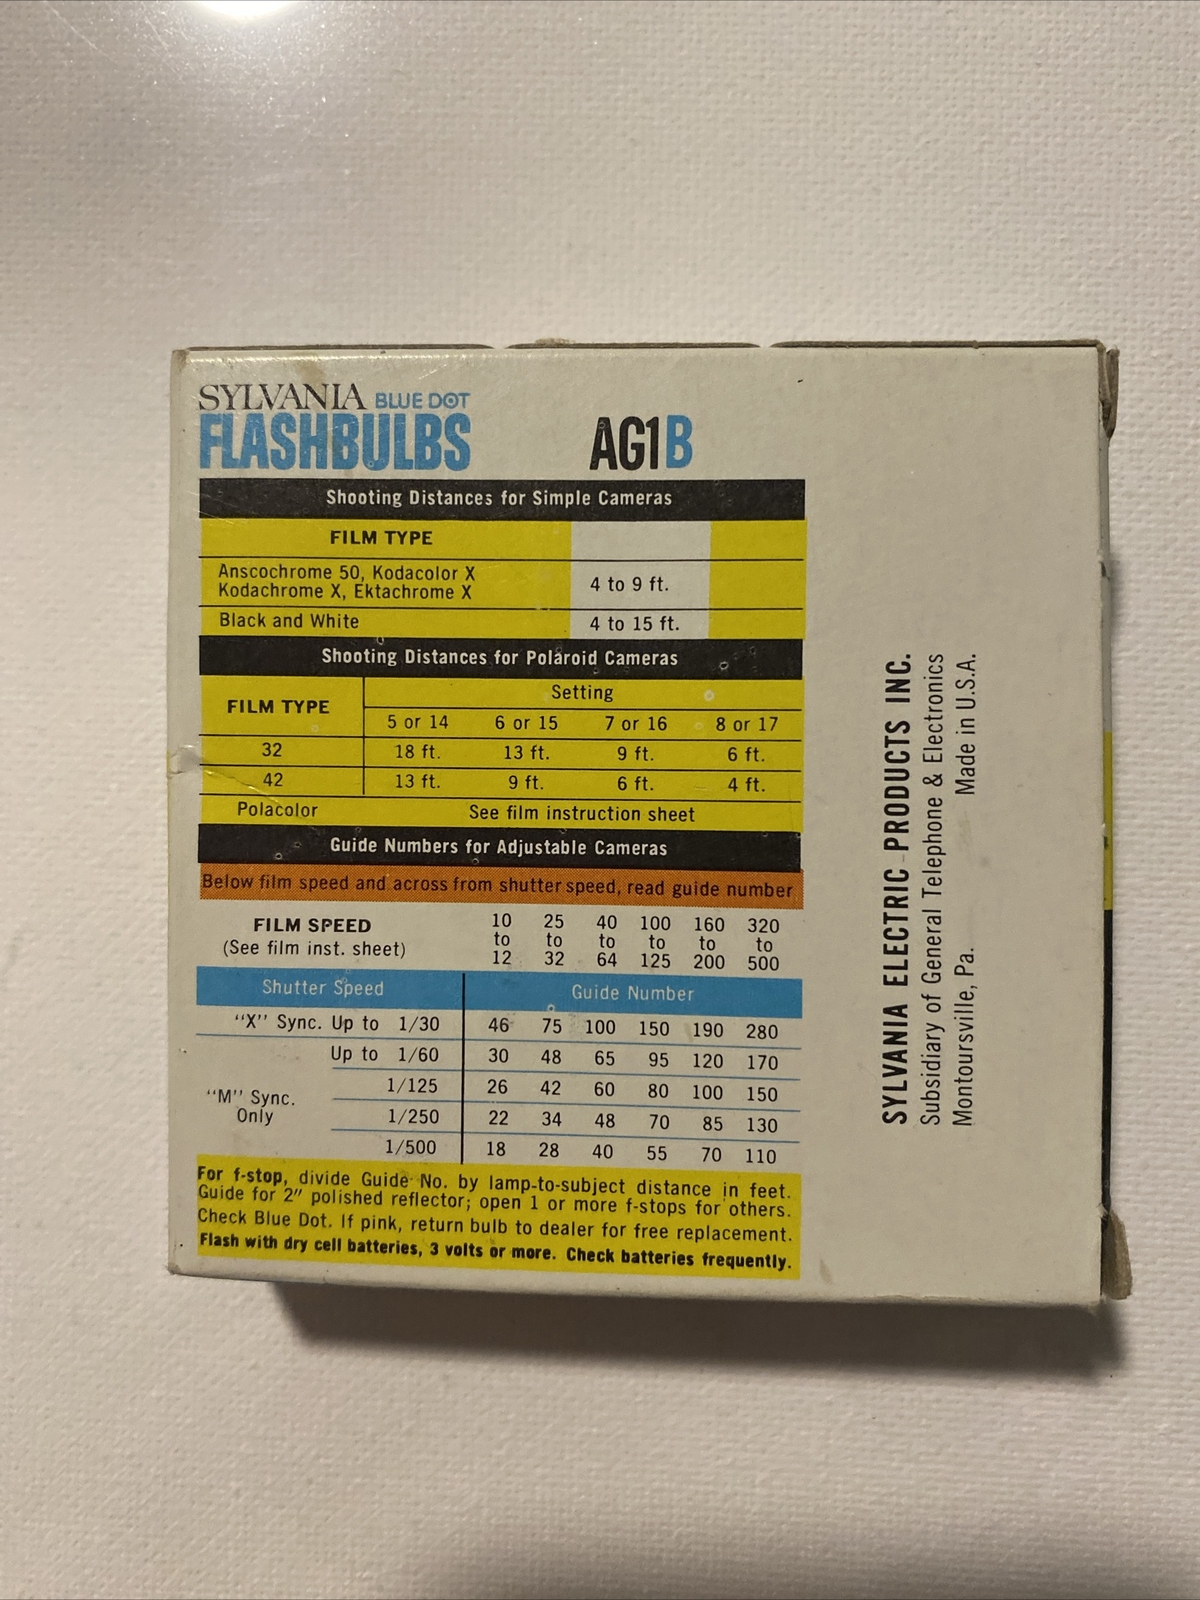 SYLVANIA BLUE DOT
FLASHBULBS AG1B
Shooting Distances for Simple Cameras
FILM TYPE
Anscochrome 50, Kodacolor X
Kodachrome X, Ektachrome X 4 to 9 ft.
Black and White 4 to 15 ft.
Shooting Distances for Polaroid Cameras
FILM TYPE Setting
5 or 14 6 or 15 7 or 16 8 or 17
32 18 ft. 13 ft. 9 ft. 6 ft.
42 13 ft. 9 ft. 6 ft. 4 ft.
Polacolor See film instruction sheet
Guide Numbers for Adjustable Cameras
Below film speed and across from shutter speed, read guide number
FILM SPEED 10 25 40 100 160 320
(See film inst. sheet) to to to to to to
12 32 64 125 200 500
Shutter Speed Guide Number
"X" Sync. Up to 1/30 46 75 100 150 190 280
Up to 1/60 30 48 65 95 120 170
"M" Sync. 1/125 26 42 60 80 100 150
Only 1/250 22 34 48 70 85 130
1/500 18 28 40 55 70 110
For f-stop, divide Guide No. by lamp-to-subject distance in feet.
Guide for 2" polished reflector; open 1 or more f-stops for others.
Check Blue Dot. If pink, return bulb to dealer for free replacement.
Flash with dry cell batteries, 3 volts or more. Check batteries frequently.
SYLVANIA ELECTRIC PRODUCTS INC.
Subsidiary of General Telephone & Electronics
Montoursville, Pa. Made in U.S.A.